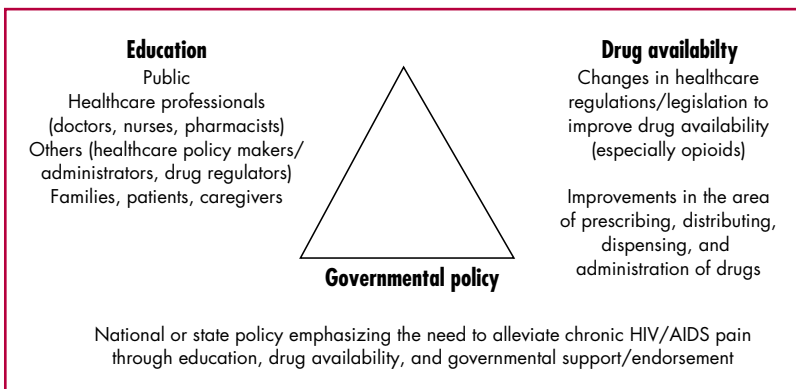 Education
Public
Healthcare professionals
(doctors, nurses, pharmacists)
Others (healthcare policy makers/
administrators, drug regulators)
Families, patients, caregivers
Drug availabilty
Changes in healthcare
regulations/legislation to
improve drug availability
(especially opioids)
Improvements in the area
of prescribing, distributing,
dispensing, and
administration of drugs
Governmental policy
National or state policy emphasizing the need to alleviate chronic HIV/AIDS pain
through education, drug availability, and governmental support/endorsement